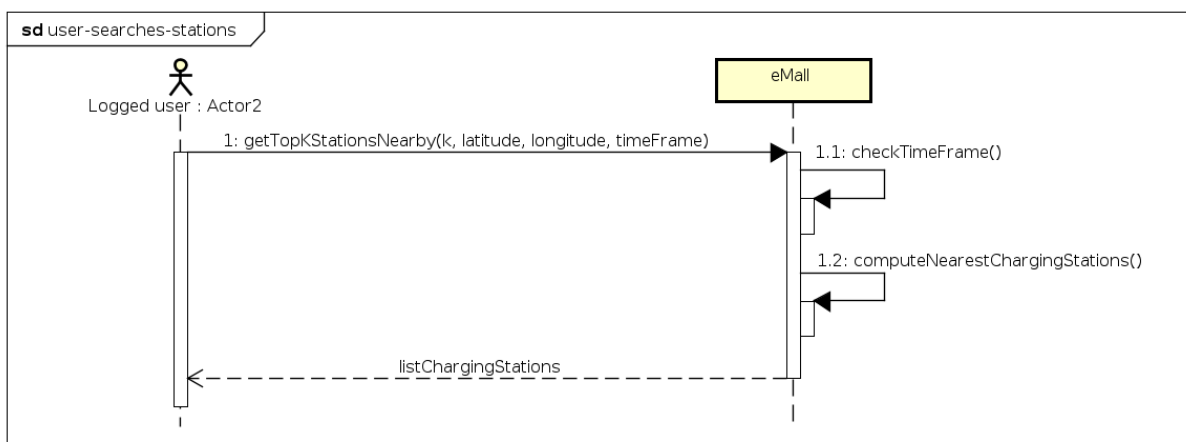 sd user-searches-stations
Logged user : Actor2
eMall
1: getTopKStationsNearby(k, latitude, longitude, timeFrame)
1.1: checkTimeFrame()
1.2: computeNearestChargingStations()
listChargingStations